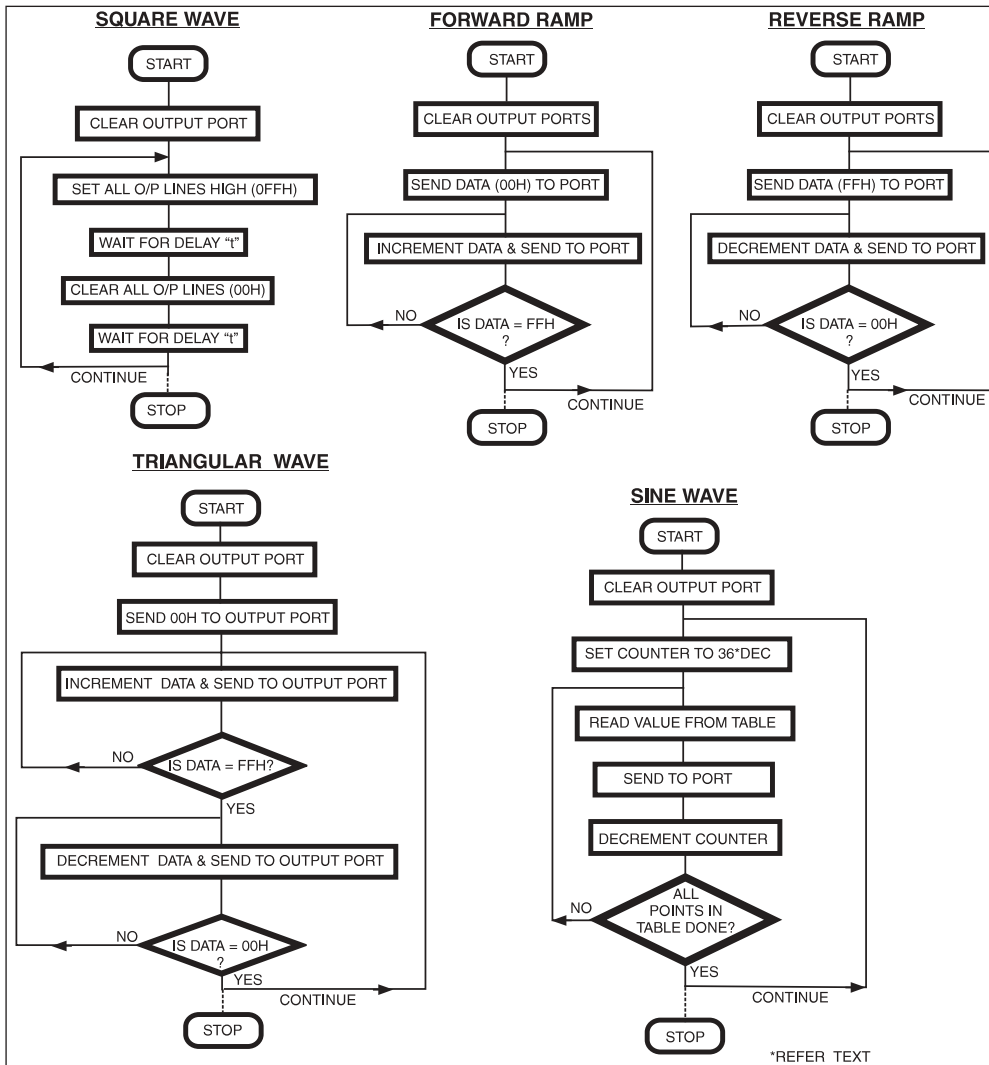 SQUARE WAVE
START
CLEAR OUTPUT PORT
SET ALL O/P LINES HIGH (0FFH)
WAIT FOR DELAY “t”
CLEAR ALL O/P LINES (00H)
WAIT FOR DELAY “t”
CONTINUE
STOP
FORWARD RAMP
START
CLEAR OUTPUT PORTS
SEND DATA (00H) TO PORT
INCREMENT DATA & SEND TO PORT
NO
IS DATA = FFH
?
YES
CONTINUE
STOP
REVERSE RAMP
START
CLEAR OUTPUT PORTS
SEND DATA (FFH) TO PORT
DECREMENT DATA & SEND TO PORT
NO
IS DATA = 00H
?
YES
CONTINUE
STOP
TRIANGULAR WAVE
START
CLEAR OUTPUT PORT
SEND 00H TO OUTPUT PORT
INCREMENT DATA & SEND TO OUTPUT PORT
NO
IS DATA = FFH?
YES
DECREMENT DATA & SEND TO OUTPUT PORT
NO
IS DATA = 00H
?
YES
CONTINUE
STOP
SINE WAVE
START
CLEAR OUTPUT PORT
SET COUNTER TO 36*DEC
READ VALUE FROM TABLE
SEND TO PORT
DECREMENT COUNTER
NO
ALL
POINTS IN
TABLE DONE?
YES
CONTINUE
STOP
*REFER TEXT